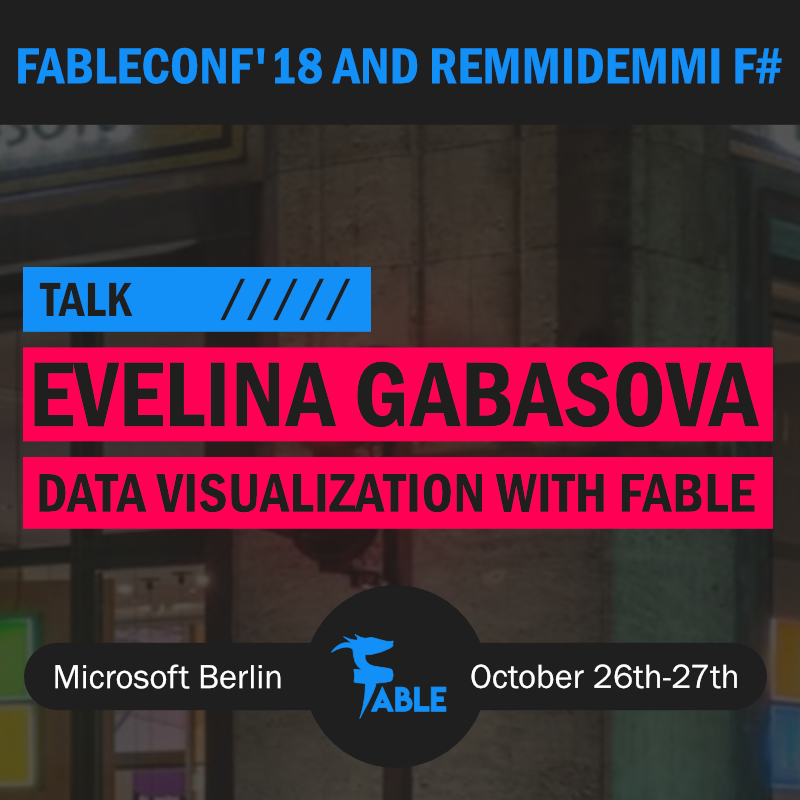 FABLECONF'18 AND REMMIDEMMI F#
TALK /////
EVELINA GABASOVA
DATA VISUALIZATION WITH FABLE
Microsoft Berlin
FABLE
October 26th-27th